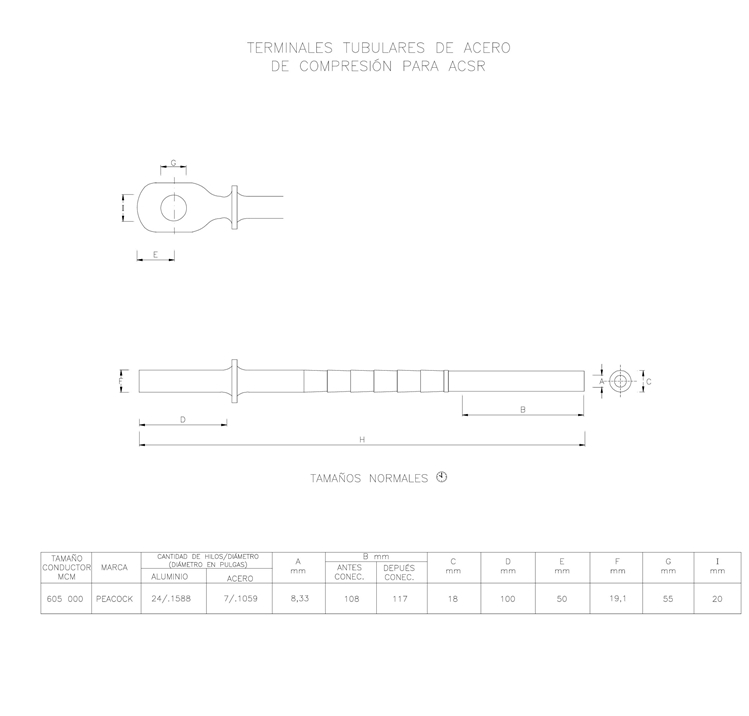 TERMINALES TUBULARES DE ACERO
DE COMPRESIÓN PARA ACSR
G
I
E
F
A
C
B
D
H
TAMAÑOS NORMALES
TAMAÑO
CONDUCTOR
MCM
MARCA
CANTIDAD DE HILOS/DIÁMETRO
(DIÁMETRO EN PULGAS)
ALUMINIO
ACERO
A
mm
B mm
ANTES
CONEC.
DEPUÉS
CONEC.
C
mm
D
mm
E
mm
F
mm
G
mm
I
mm
605 000 PEACOCK 24/.1588 7/.1059 8,33 108 117 18 100 50 19,1 55 20